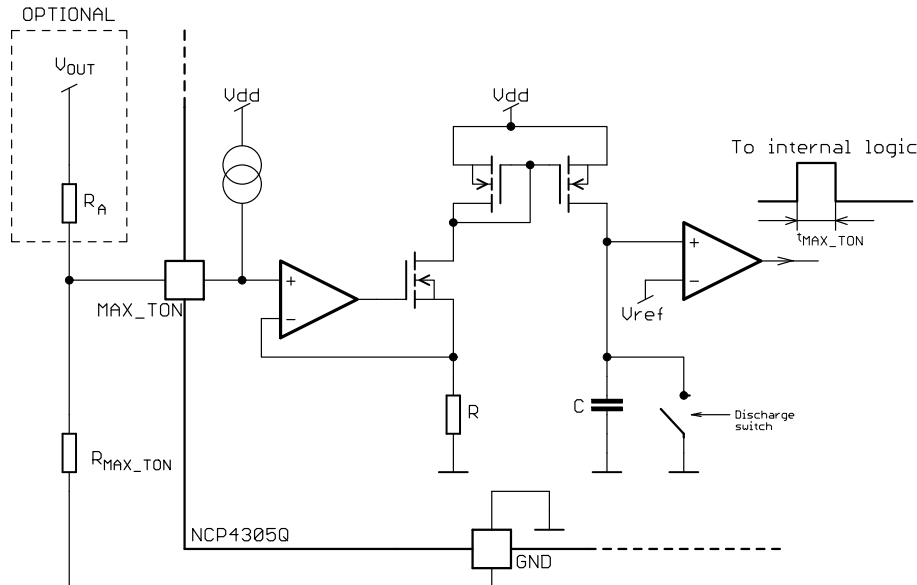 OPTIONAL
VOUT
RA
Vdd
Vdd
To internal logic
tMAX_TON
MAX_TON
+
−
+
−
Vref
R
C
Discharge
switch
RMAX_TON
NCP4305Q
GND